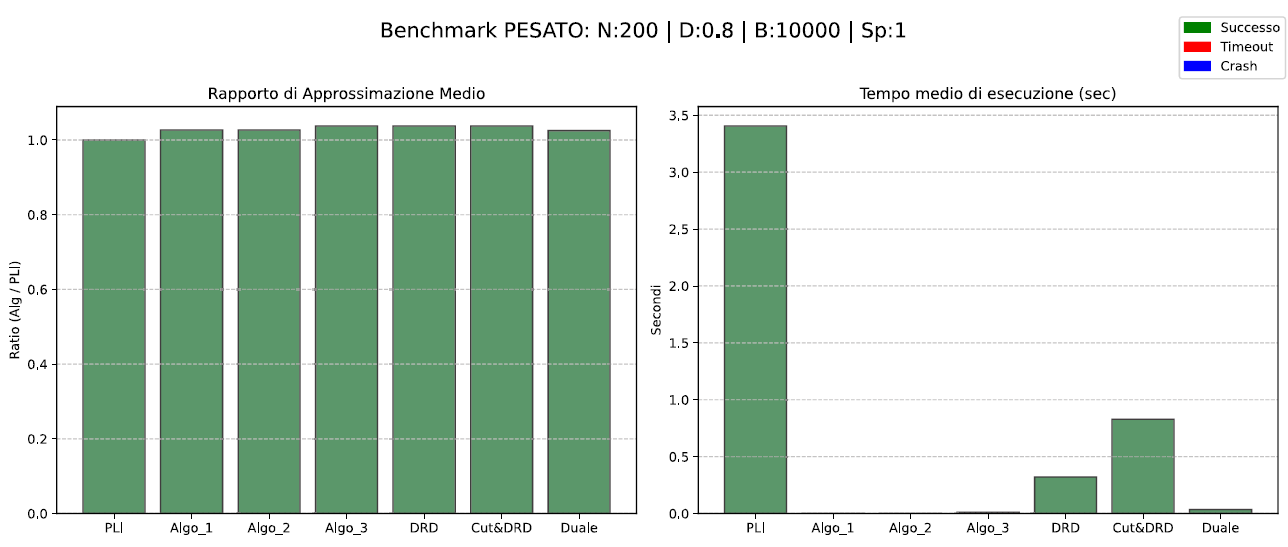 Benchmark PESATO: N:200 | D:0.8 | B:10000 | Sp:1
Successo
Timeout
Crash
Rapporto di Approssimazione Medio
Ratio (Alg / PLI)
1.0
0.8
0.6
0.4
0.2
0.0
PLI Algo_1 Algo_2 Algo_3 DRD Cut&DRD Duale
Tempo medio di esecuzione (sec)
Secondi
3.5
3.0
2.5
2.0
1.5
1.0
0.5
0.0
PLI Algo_1 Algo_2 Algo_3 DRD Cut&DRD Duale